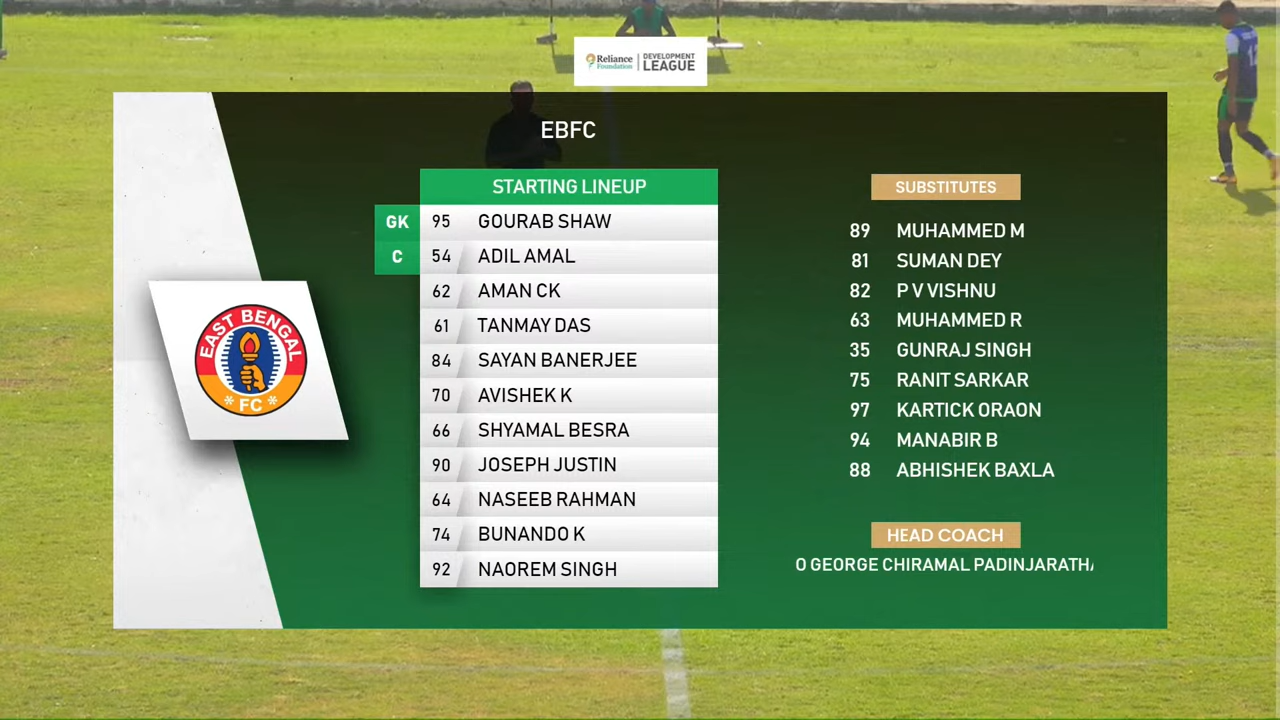 Reliance Foundation
DEVELOPMENT LEAGUE
EBFC
STARTING LINEUP
GK 95 GOURAB SHAW
C 54 ADIL AMAL
62 AMAN CK
61 TANMAY DAS
84 SAYAN BANERJEE
70 AVISHEK K
66 SHYAMAL BESRA
90 JOSEPH JUSTIN
64 NASEEB RAHMAN
74 BUNANDO K
92 NAOREM SINGH
EAST BENGAL
FC
SUBSTITUTES
89 MUHAMMED M
81 SUMAN DEY
82 P V VISHNU
63 MUHAMMED R
35 GUNRAJ SINGH
75 RANIT SARKAR
97 KARTICK ORAON
94 MANABIR B
88 ABHISHEK BAXLA
HEAD COACH
O GEORGE CHIRAMAL PADINJARATH